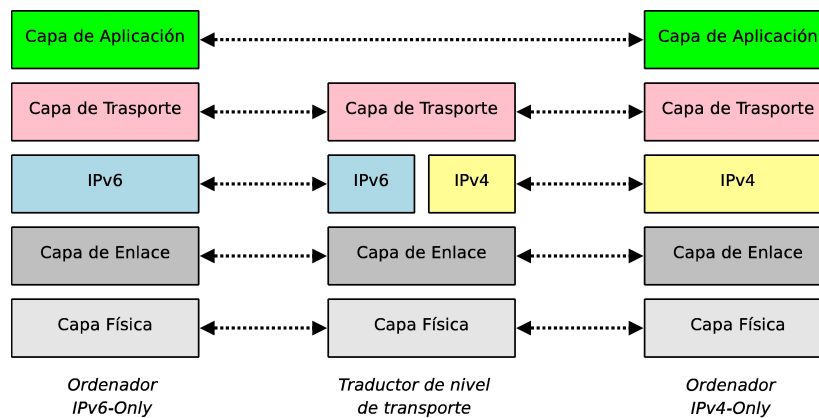 Capa de Aplicación
Capa de Aplicación
Capa de Trasporte
Capa de Trasporte
Capa de Trasporte
IPv6
IPv6
IPv4
IPv4
Capa de Enlace
Capa de Enlace
Capa de Enlace
Capa Física
Capa Física
Capa Física
Ordenador
IPv6-Only
Traductor de nivel
de transporte
Ordenador
IPv4-Only